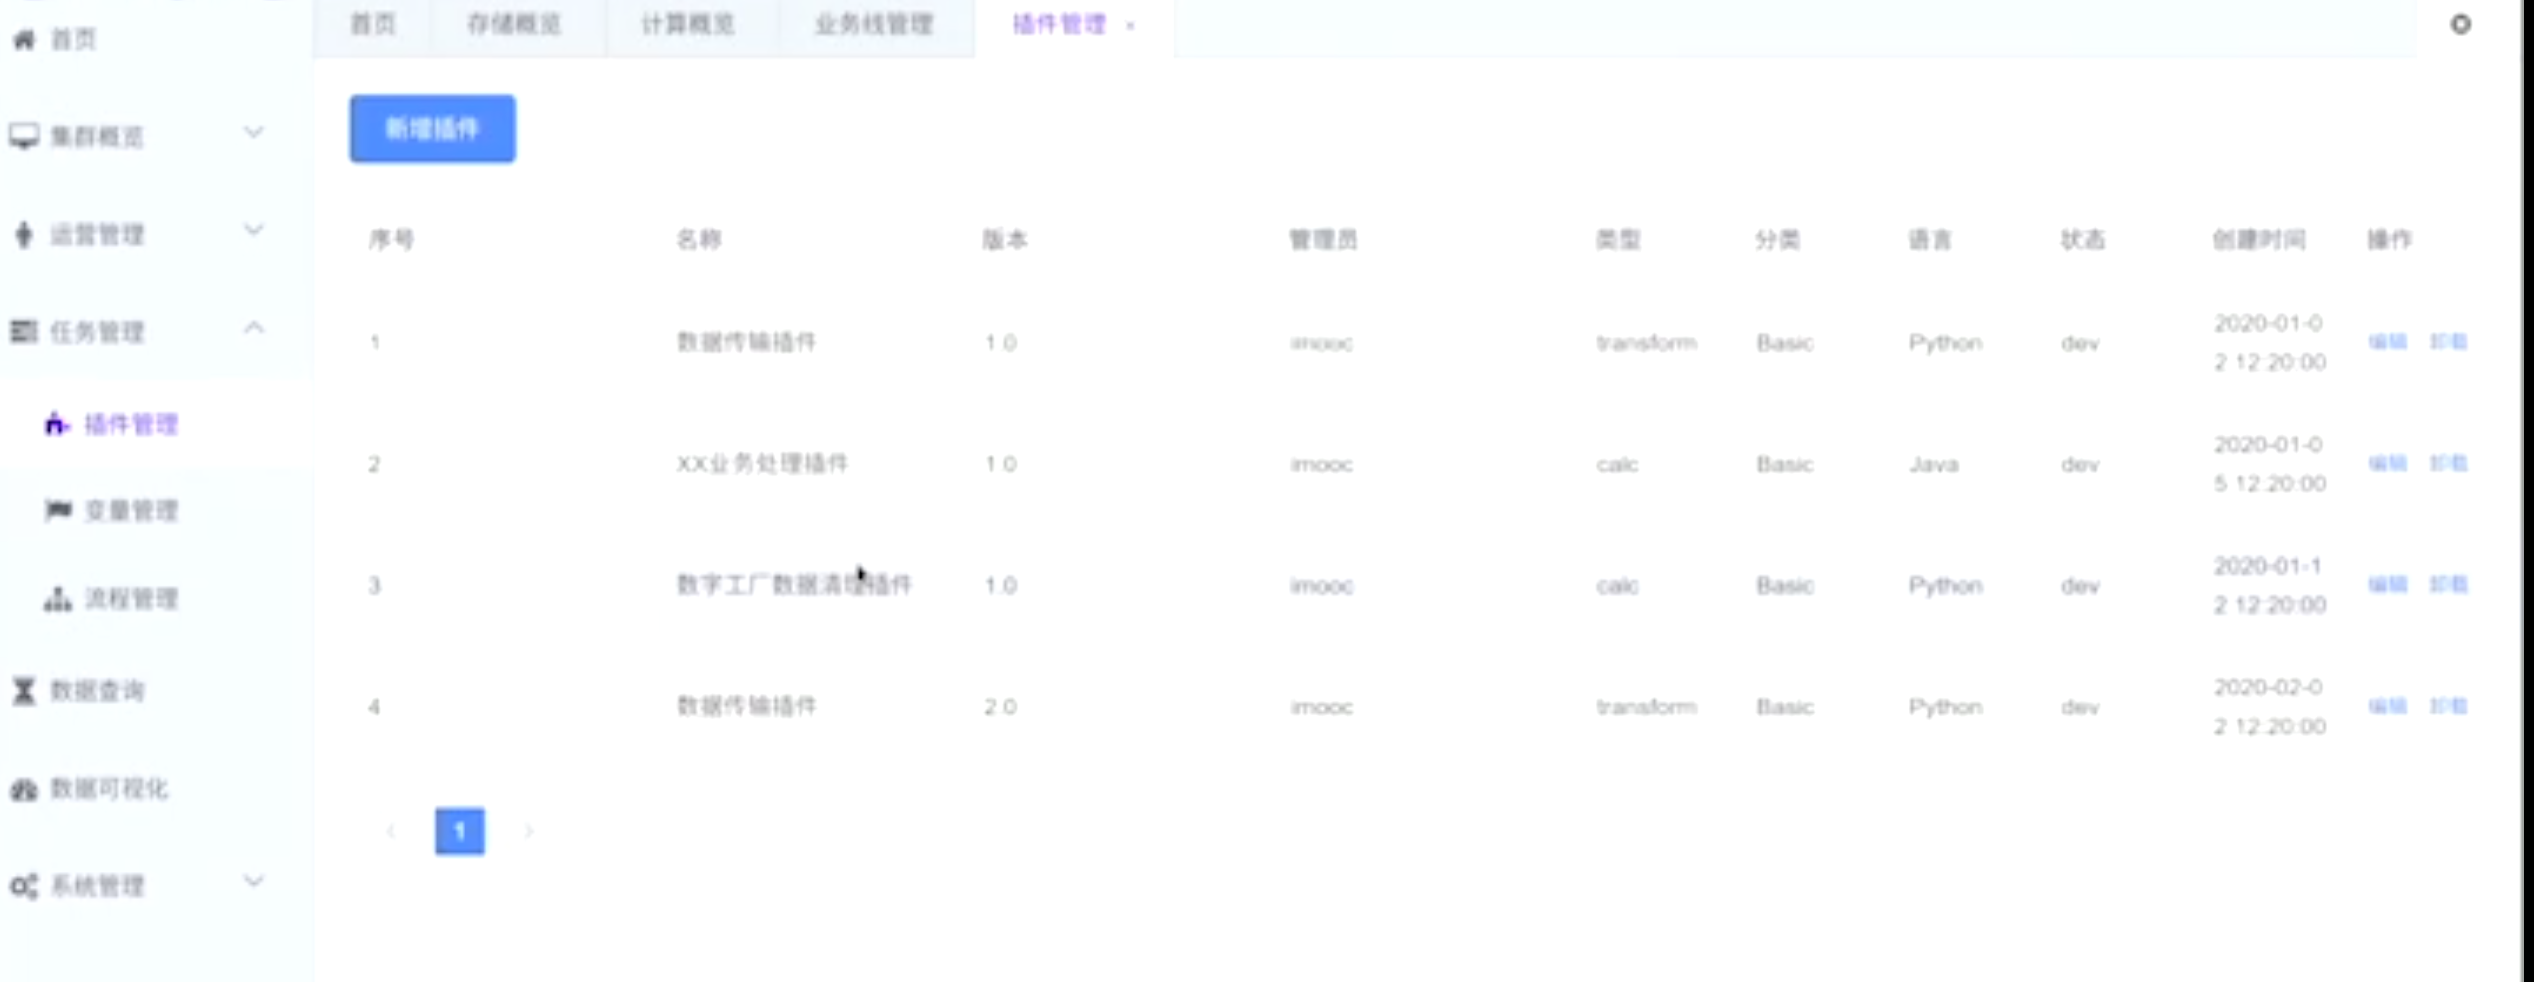 首页
集群概览
运营管理
任务管理
插件管理
变量管理
流程管理
数据查询
数据可视化
系统管理
首页 存储概览 计算概览 业务线管理 插件管理 ×
新增插件
序号 名称 版本 管理员 类型 分类 语言 状态 创建时间 操作
1 数据传输插件 1.0 imooc transform Basic Python dev 2020-01-0 编辑 卸载
2 12:20:00
2 XX业务处理插件 1.0 imooc calc Basic Java dev 2020-01-0 编辑 卸载
5 12:20:00
3 数字工厂数据清理插件 1.0 imooc calc Basic Python dev 2020-01-1 编辑 卸载
2 12:20:00
4 数据传输插件 2.0 imooc transform Basic Python dev 2020-02-0 编辑 卸载
2 12:20:00
1